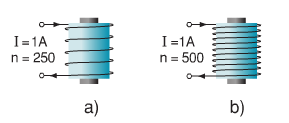 I = 1A
n = 250
a)
I =1A
n = 500
b)